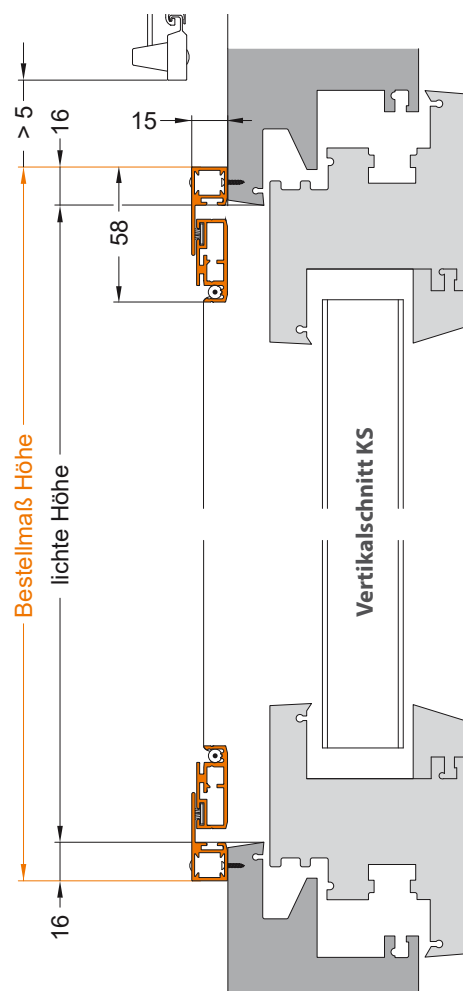 > 5
16
15
58
Bestellmaß Höhe
lichte Höhe
Vertikalschnitt KS
16